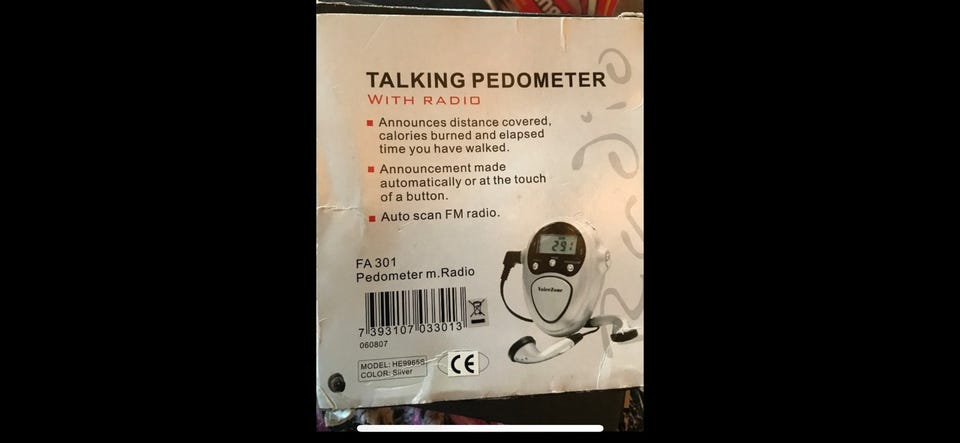 TALKING PEDOMETER
WITH RADIO
Announces distance covered,
calories burned and elapsed
time you have walked.
Announcement made
automatically or at the touch
of a button.
Auto scan FM radio.
291
VoiceZone
FA 301
Pedometer m.Radio
7 393107 033013
060807
MODEL: HE9965S
COLOR: Silver
CE